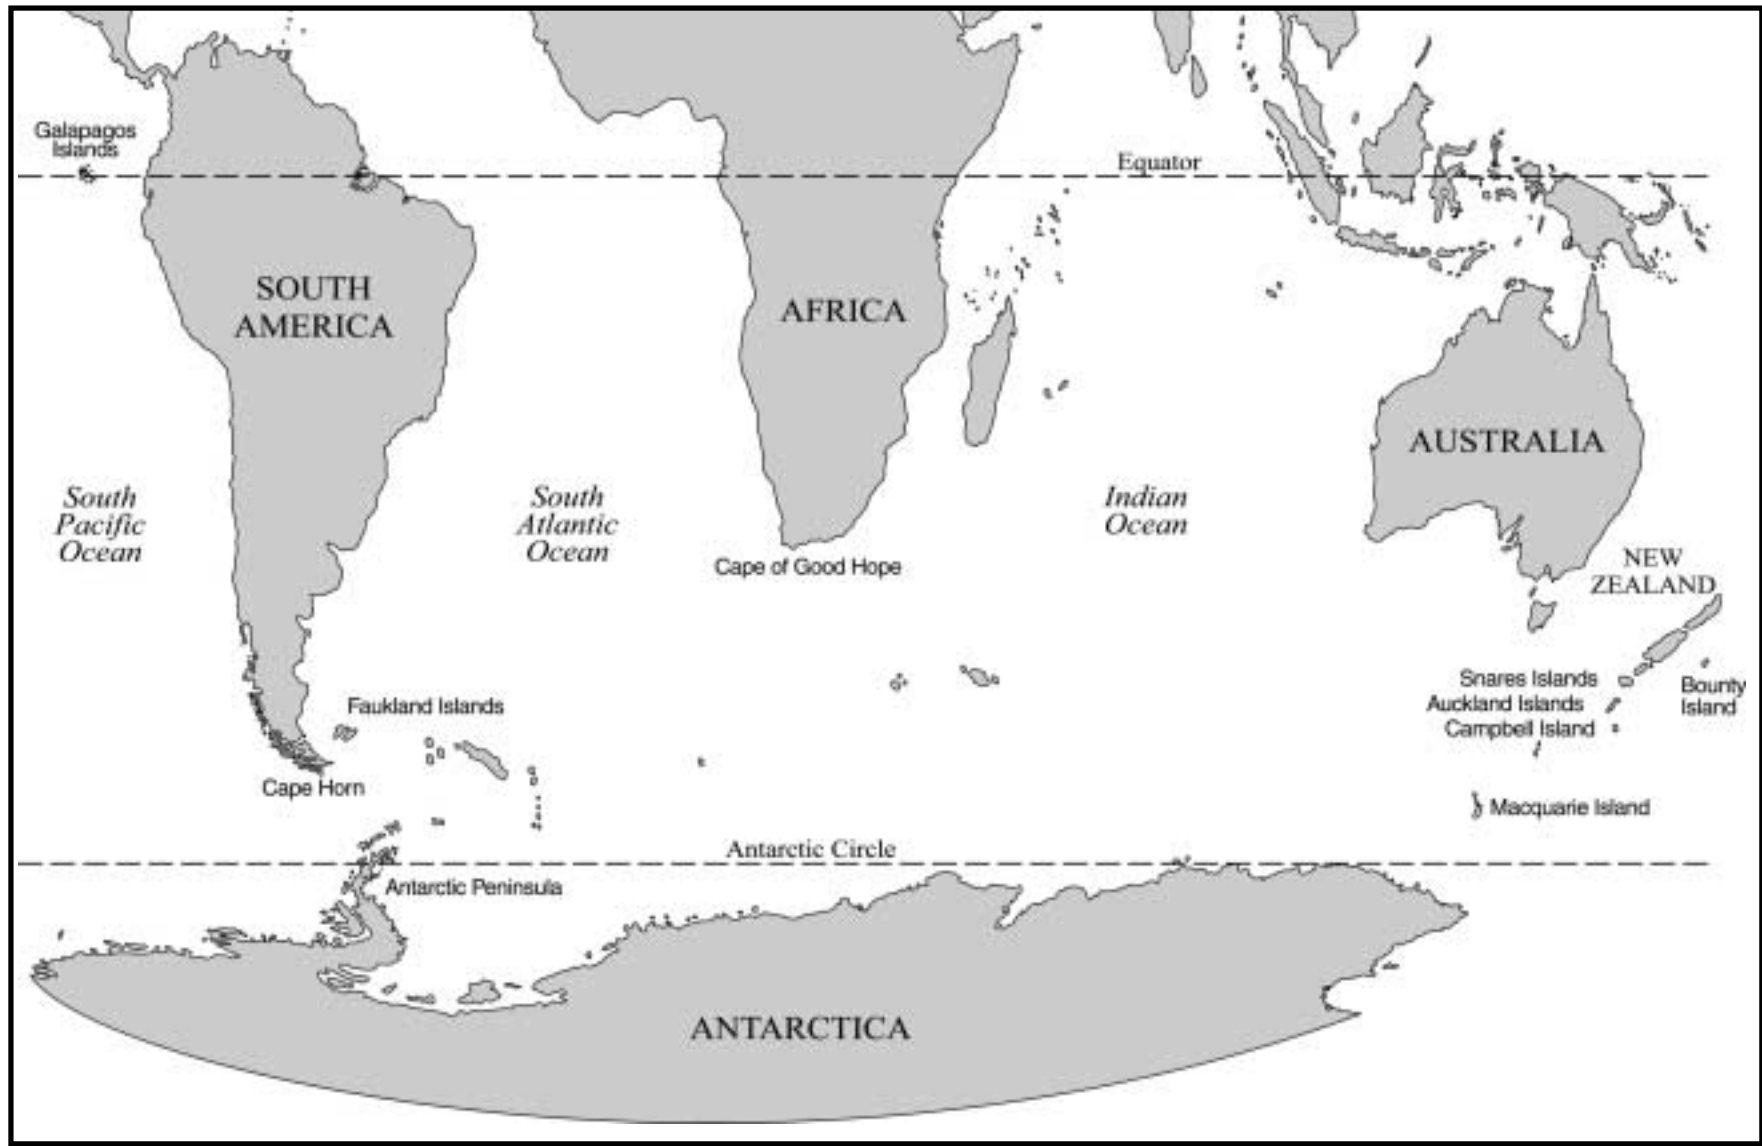 Galapagos
Islands
Equator
SOUTH
AMERICA
AFRICA
AUSTRALIA
South
Pacific
Ocean
South
Atlantic
Ocean
Indian
Ocean
Cape of Good Hope
NEW
ZEALAND
Snares Islands
Auckland Islands
Campbell Island
Bounty
Island
Faukland Islands
Cape Horn
Macquarie Island
Antarctic Circle
Antarctic Peninsula
ANTARCTICA